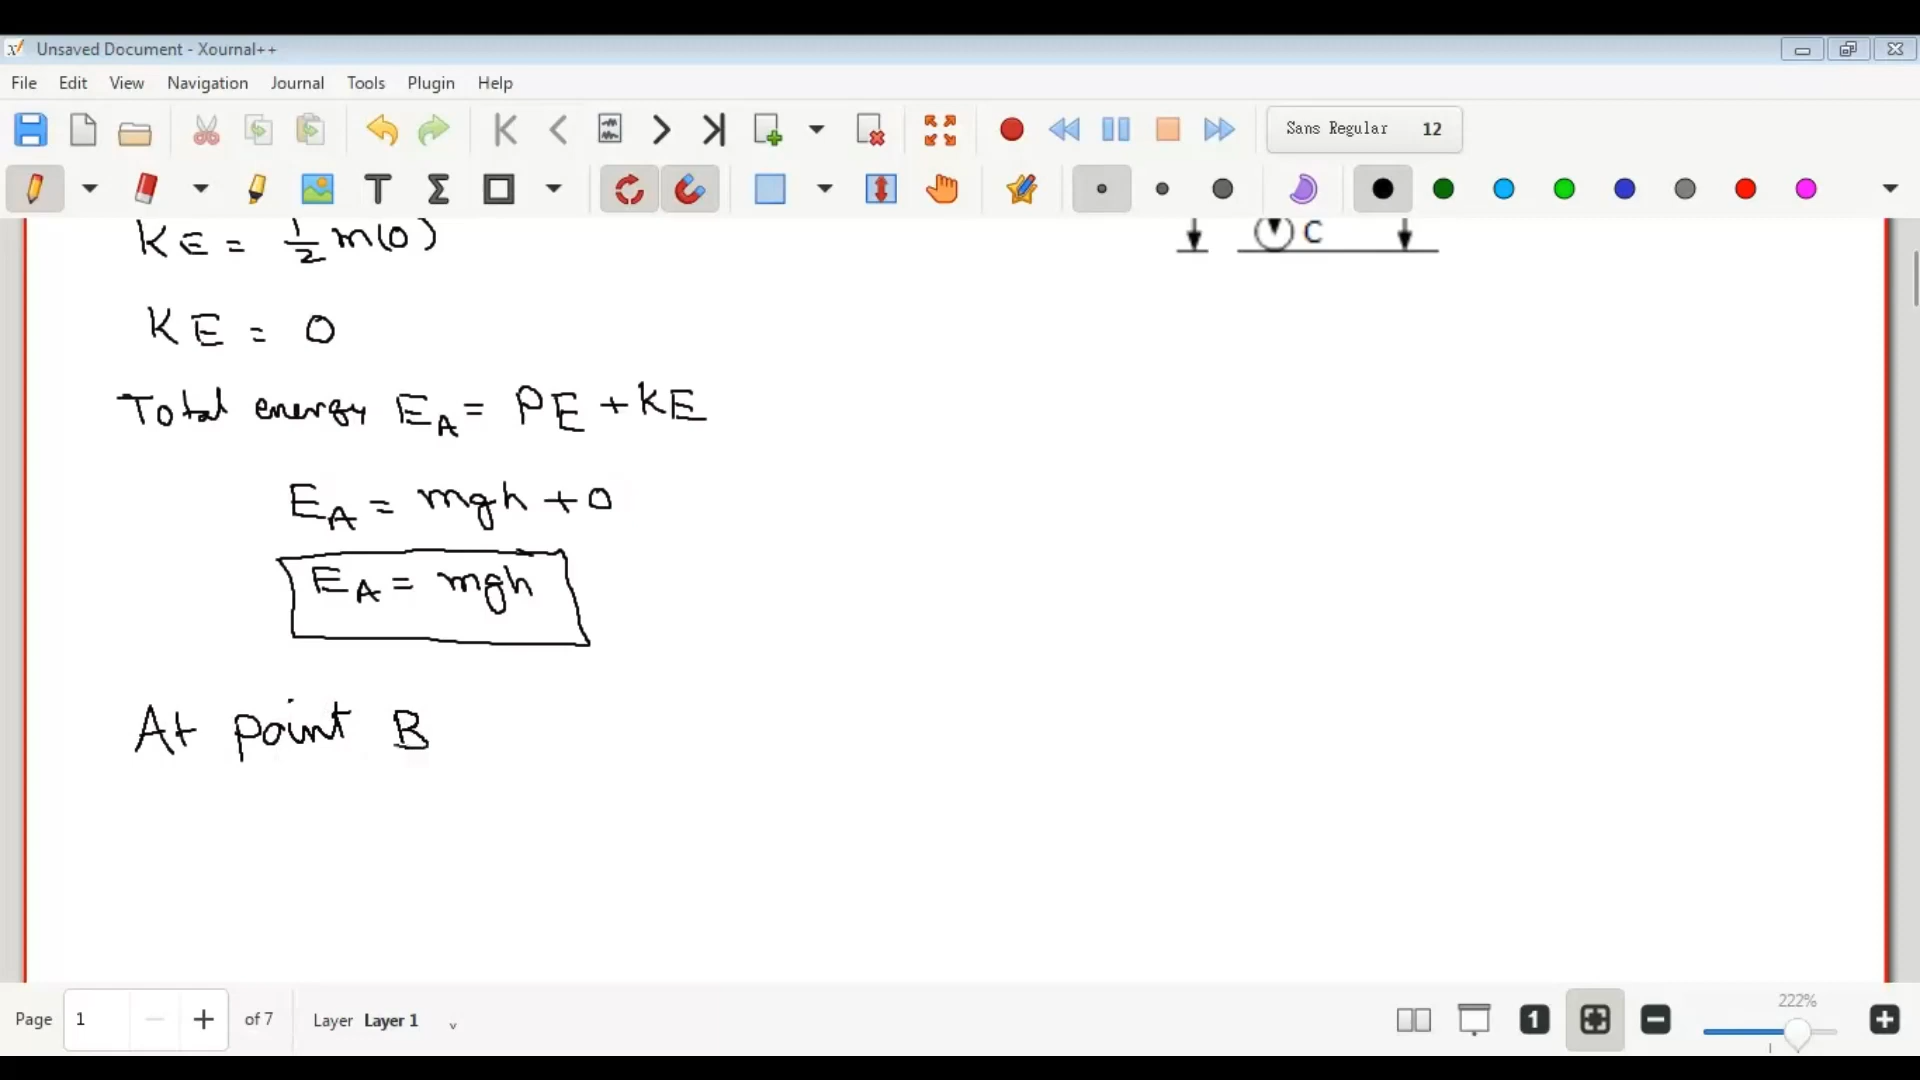 Unsaved Document - Xournal++
File Edit View Navigation Journal Tools Plugin Help
Sans Regular 12
KE = 1/2 m(0)
C
KE = 0
Total energy E_A = PE + KE
E_A = mgh + 0
E_A = mgh
At point B
Page 1 of 7 Layer Layer 1
1
222%